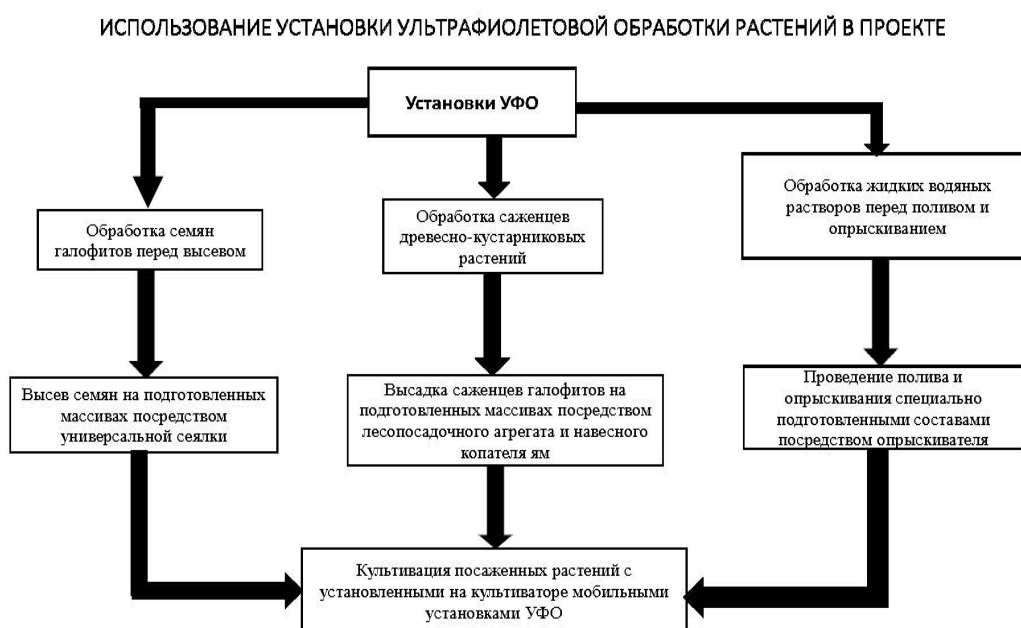 ИСПОЛЬЗОВАНИЕ УСТАНОВКИ УЛЬТРАФИОЛЕТОВОЙ ОБРАБОТКИ РАСТЕНИЙ В ПРОЕКТЕ
Установки УФО
Обработка семян
галофитов перед высевом
Обработка саженцев
древесно-кустарниковых
растений
Обработка жидких водяных
растворов перед поливом и
опрыскиванием
Высев семян на подготовленных
массивах посредством
универсальной сеялки
Высадка саженцев галофитов на
подготовленных массивах посредством
лесопосадочного агрегата и навесного
копателя ям
Проведение полива и
опрыскивания специально
подготовленными составами
посредством опрыскивателя
Культивация посаженных растений с
установленными на культиваторе мобильными
установками УФО